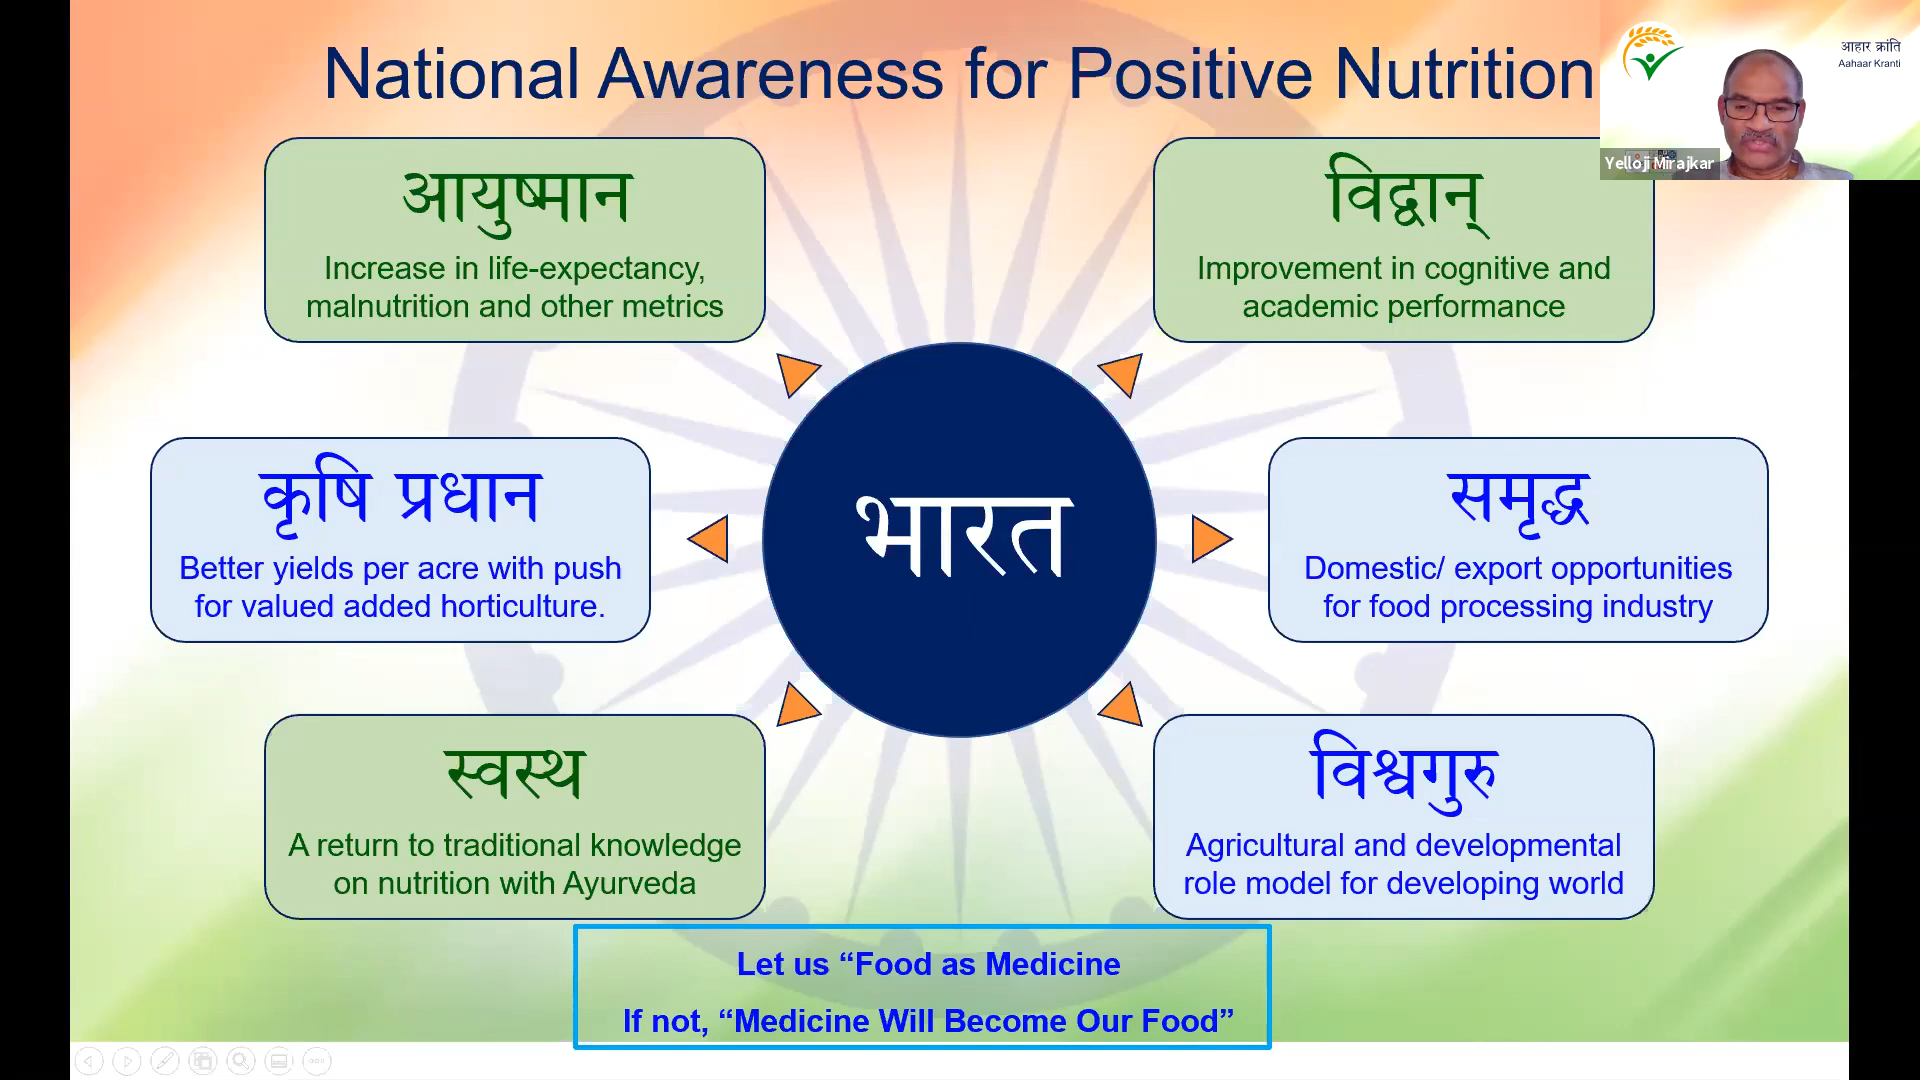 National Awareness for Positive Nutrition
आहार क्रांति
Aahaar Kranti
Yelloji Mirajkar
आयुष्मान
Increase in life-expectancy,
malnutrition and other metrics
विद्वान्
Improvement in cognitive and
academic performance
कृषि प्रधान
Better yields per acre with push
for valued added horticulture.
भारत
समृद्ध
Domestic/ export opportunities
for food processing industry
स्वस्थ
A return to traditional knowledge
on nutrition with Ayurveda
विश्वगुरु
Agricultural and developmental
role model for developing world
Let us “Food as Medicine
If not, “Medicine Will Become Our Food”